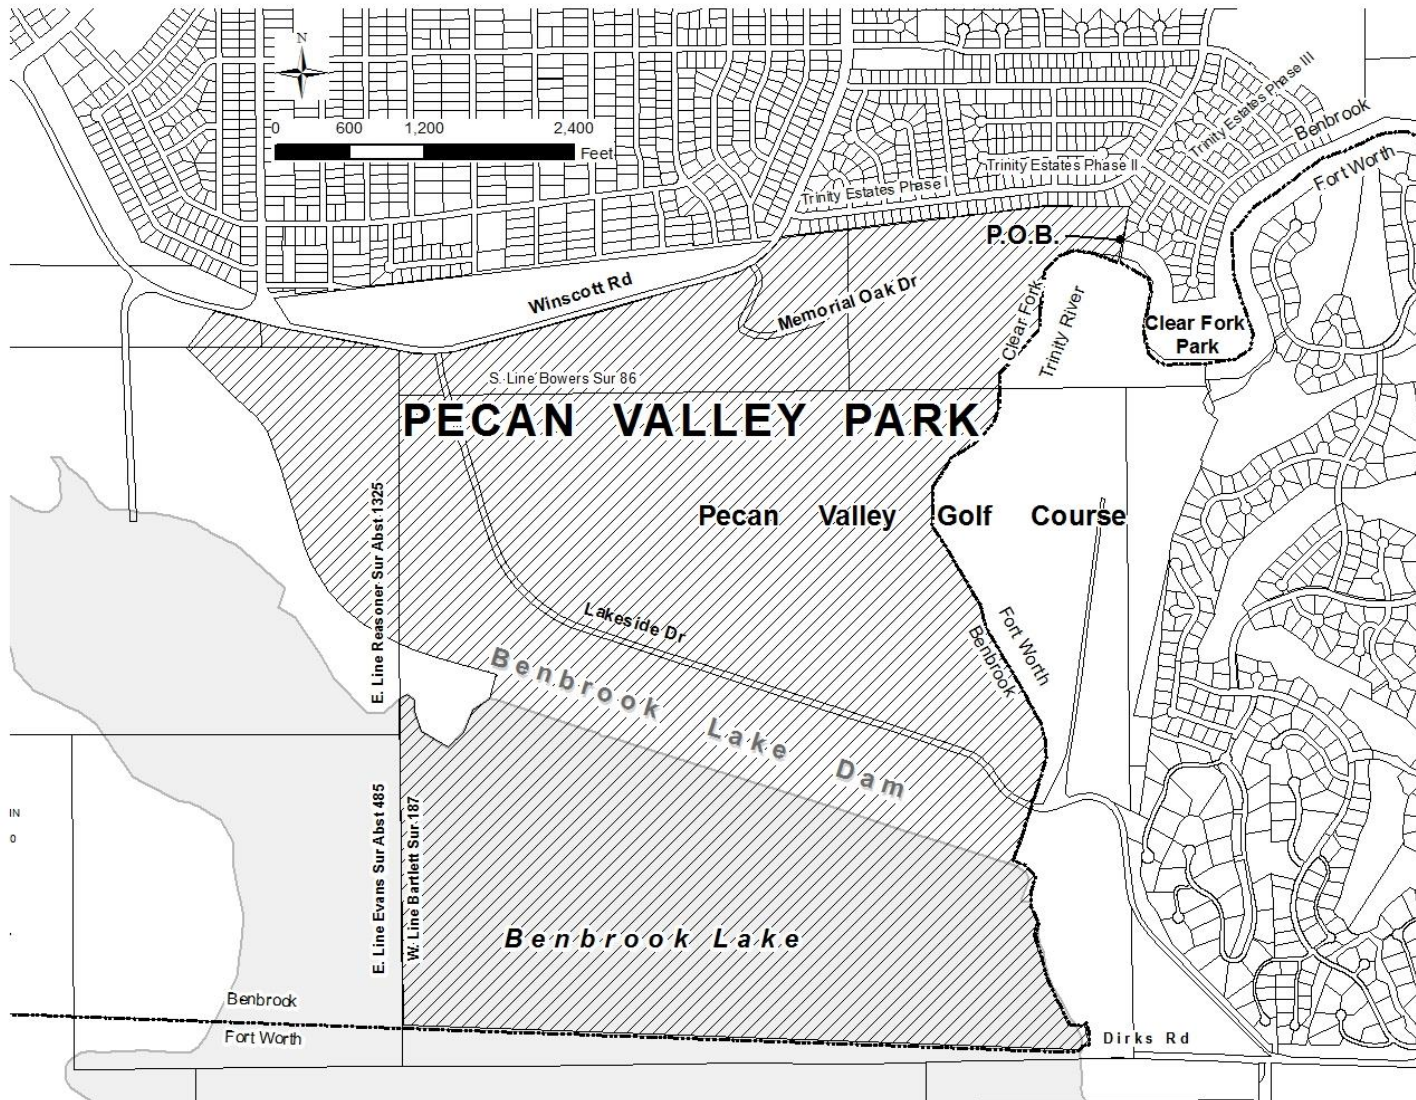 N
0 600 1,200 2,400
Feet
Trinity Estates Phase III
Benbrook
Fort Worth
Trinity Estates Phase II
Trinity Estates Phase I
P.O.B.
Winscott Rd
Memorial Oak Dr
Clear Fork
Trinity River
Clear Fork
Park
S. Line Bowers Sur 86
PECAN VALLEY PARK
Pecan Valley Golf Course
E. Line Reasoner Sur Abst 1325
Lakeside Dr
Fort Worth
Benbrook
Benbrook Lake Dam
IN
0
E. Line Evans Sur Abst 485
W. Line Bartlett Sur 187
Benbrook Lake
Benbrook
Fort Worth
Dirks Rd